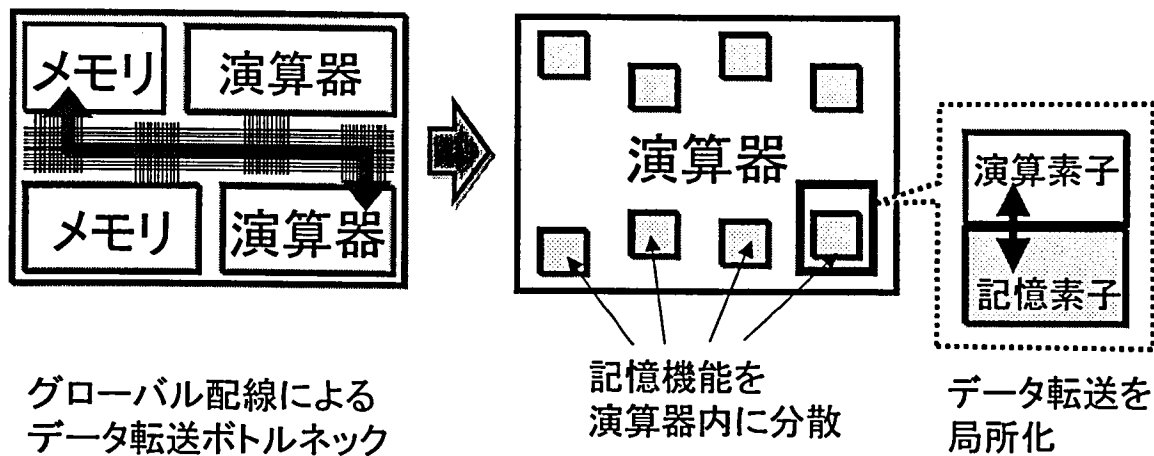 メモリ
演算器
メモリ
演算器
グローバル配線による
データ転送ボトルネック
演算器
記憶機能を
演算器内に分散
演算素子
記憶素子
データ転送を
局所化